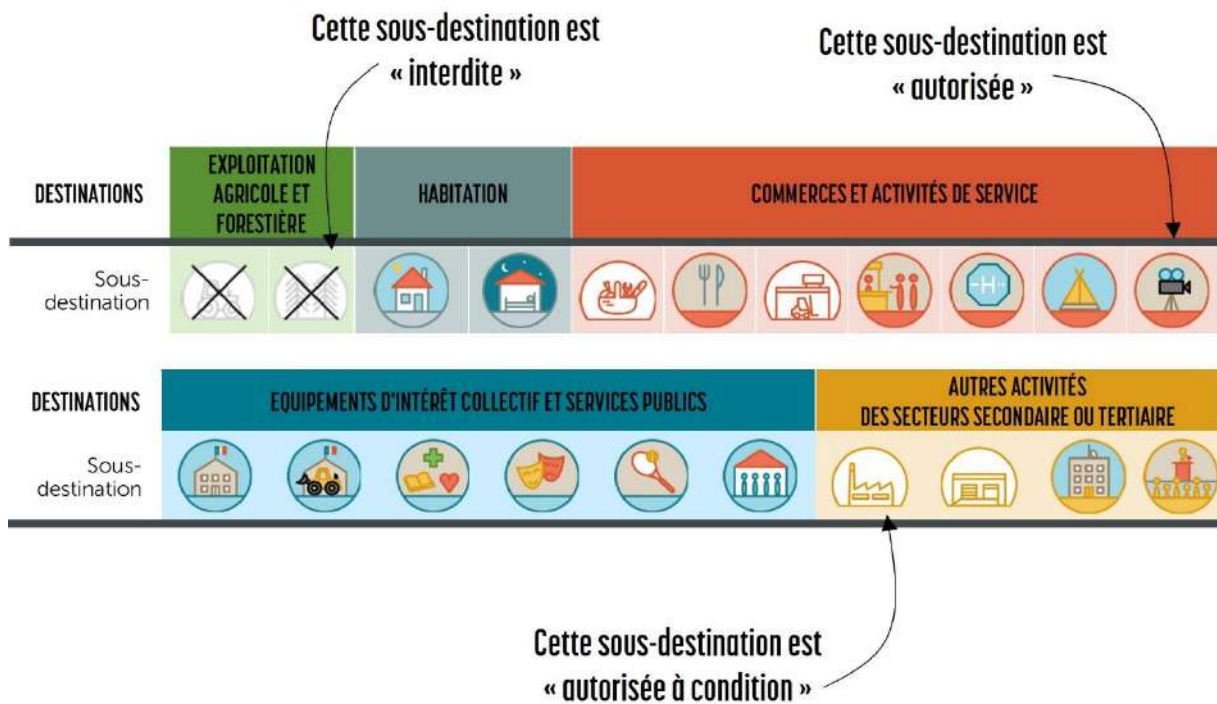 Cette sous-destination est
« interdite »
Cette sous-destination est
« autorisée »
DESTINATIONS
EXPLOITATION
AGRICOLE ET
FORESTIÈRE
HABITATION
COMMERCES ET ACTIVITÉS DE SERVICE
Sous-
destination
H
DESTINATIONS
EQUIPEMENTS D'INTÉRÊT COLLECTIF ET SERVICES PUBLICS
AUTRES ACTIVITÉS
DES SECTEURS SECONDAIRE OU TERTIAIRE
Sous-
destination
Cette sous-destination est
« autorisée à condition »